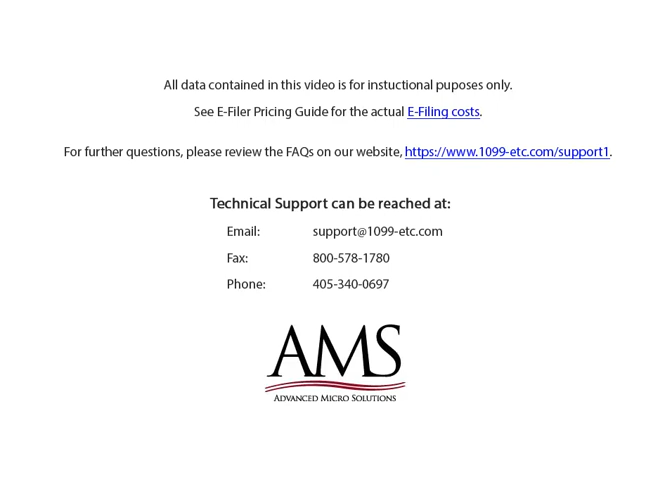 All data contained in this video is for instuctional puposes only.
See E-Filer Pricing Guide for the actual E-Filing costs.
For further questions, please review the FAQs on our website, https://www.1099-etc.com/support1.
Technical Support can be reached at:
Email: support@1099-etc.com
Fax: 800-578-1780
Phone: 405-340-0697
AMS
Advanced Micro Solutions